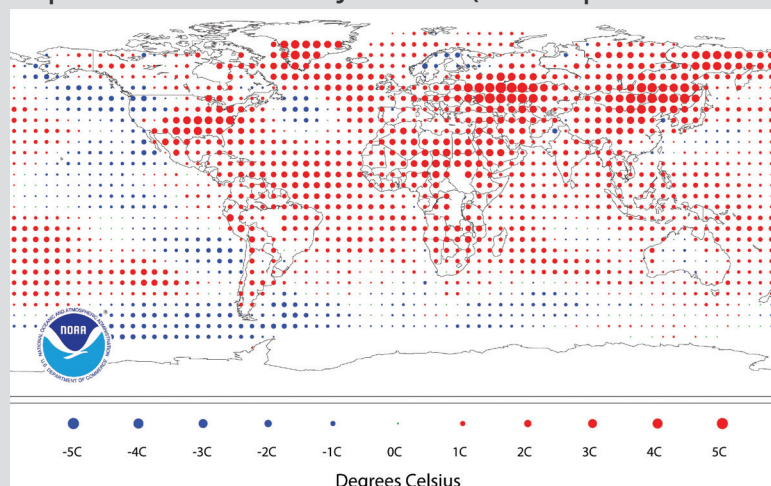 NATIONAL OCEANIC AND ATMOSPHERIC ADMINISTRATION
NOAA
U.S. DEPARTMENT OF COMMERCE
®
-5C -4C -3C -2C -1C 0C 1C 2C 3C 4C 5C
Degrees Celsius